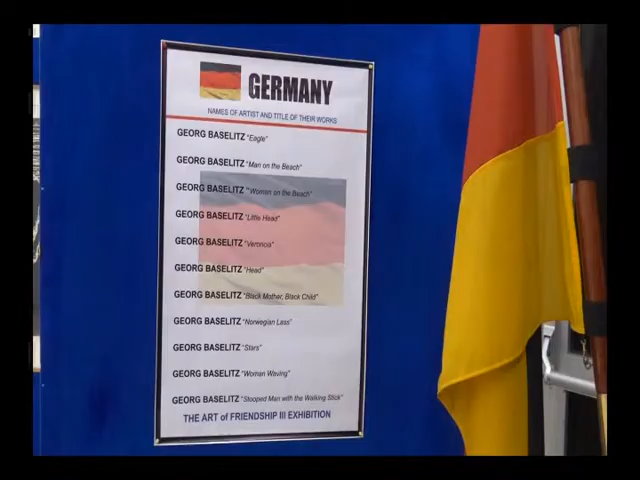 GERMANY
NAMES OF ARTIST AND TITLE OF THEIR WORKS
GEORG BASELITZ "Eagle"
GEORG BASELITZ "Man on the Beach"
GEORG BASELITZ "Women on the Beach"
GEORG BASELITZ "Little Head"
GEORG BASELITZ "Veroncia"
GEORG BASELITZ "Head"
GEORG BASELITZ "Black Mother, Black Child"
GEORG BASELITZ "Norwegian Lass"
GEORG BASELITZ "Stars"
GEORG BASELITZ "Woman Waving"
GEORG BASELITZ "Stooped Man with the Walking Stick"
THE ART of FRIENDSHIP III EXHIBITION